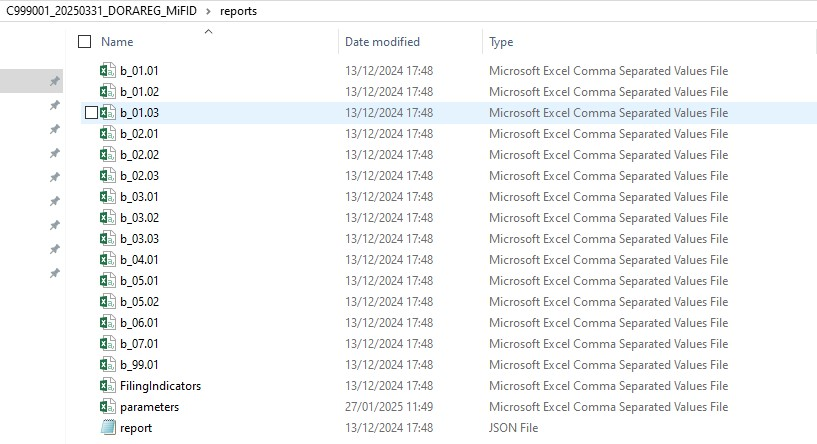 C999001_20250331_DORAREG_MiFID > reports
Name Date modified Type
b_01.01 13/12/2024 17:48 Microsoft Excel Comma Separated Values File
b_01.02 13/12/2024 17:48 Microsoft Excel Comma Separated Values File
b_01.03 13/12/2024 17:48 Microsoft Excel Comma Separated Values File
b_02.01 13/12/2024 17:48 Microsoft Excel Comma Separated Values File
b_02.02 13/12/2024 17:48 Microsoft Excel Comma Separated Values File
b_02.03 13/12/2024 17:48 Microsoft Excel Comma Separated Values File
b_03.01 13/12/2024 17:48 Microsoft Excel Comma Separated Values File
b_03.02 13/12/2024 17:48 Microsoft Excel Comma Separated Values File
b_03.03 13/12/2024 17:48 Microsoft Excel Comma Separated Values File
b_04.01 13/12/2024 17:48 Microsoft Excel Comma Separated Values File
b_05.01 13/12/2024 17:48 Microsoft Excel Comma Separated Values File
b_05.02 13/12/2024 17:48 Microsoft Excel Comma Separated Values File
b_06.01 13/12/2024 17:48 Microsoft Excel Comma Separated Values File
b_07.01 13/12/2024 17:48 Microsoft Excel Comma Separated Values File
b_99.01 13/12/2024 17:48 Microsoft Excel Comma Separated Values File
FilingIndicators 13/12/2024 17:48 Microsoft Excel Comma Separated Values File
parameters 27/01/2025 11:49 Microsoft Excel Comma Separated Values File
report 13/12/2024 17:48 JSON File